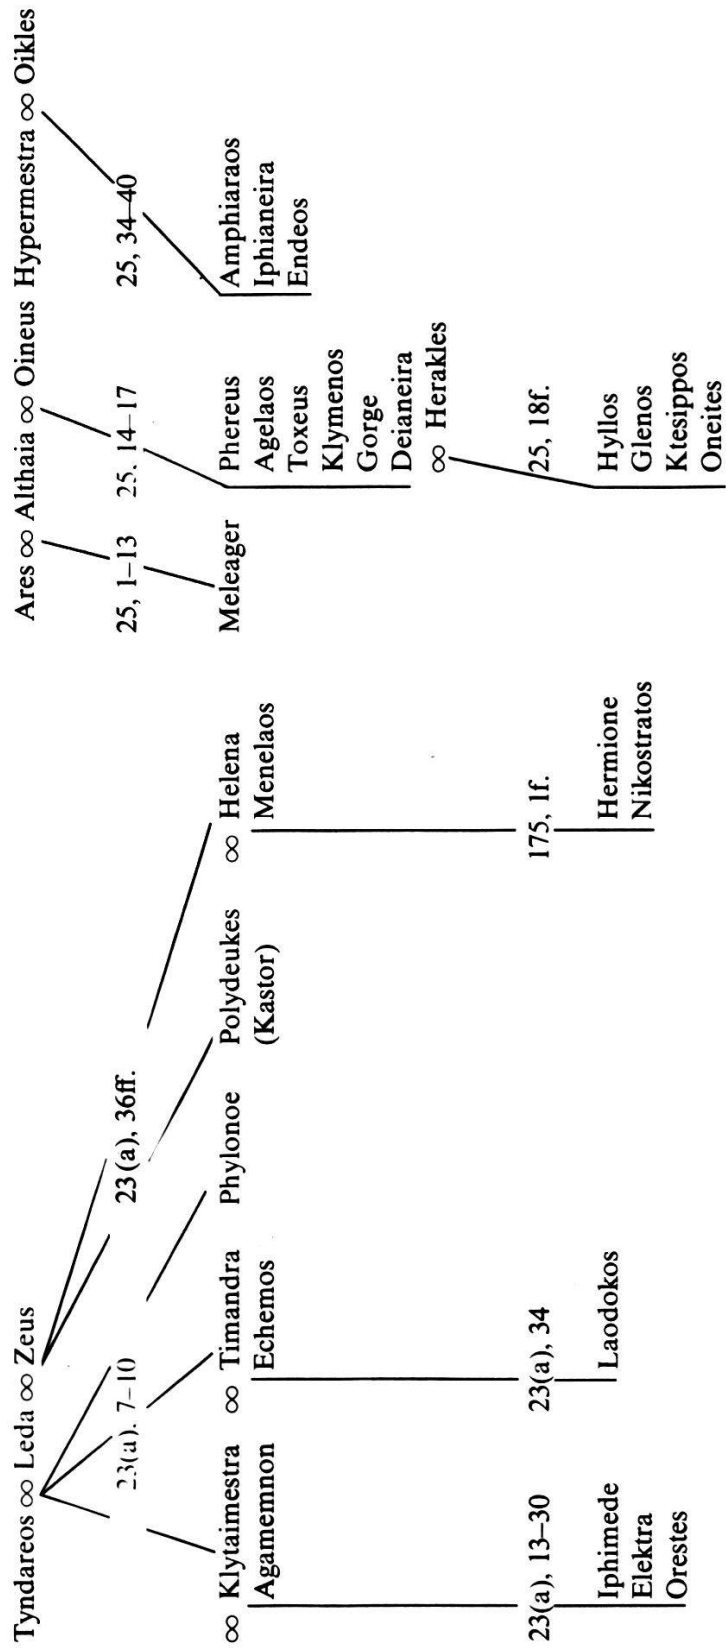 Tyndareos ∞ Leda ∞ Zeus
Ares ∞ Althaia ∞ Oineus Hypermestra ∞ Oikles
23(a). 7–10
23(a), 36ff.
25, 1–13
25. 14–17
25, 34–40
∞ Klytaimestra
Agamemnon
∞ Timandra
Echemos
Phylonoe
Polydeukes
(Kastor)
∞ Helena
Menelaos
Meleager
Phereus
Agelaos
Toxeus
Klymenos
Gorge
Deianeira
∞ Herakles
Amphiaraos
Iphianeira
Endeos
23(a), 13–30
23(a), 34
175, 1f.
25, 18f.
Iphimede
Elektra
Orestes
Laodokos
Hermione
Nikostratos
Hyllos
Glenos
Ktesippos
Oneites